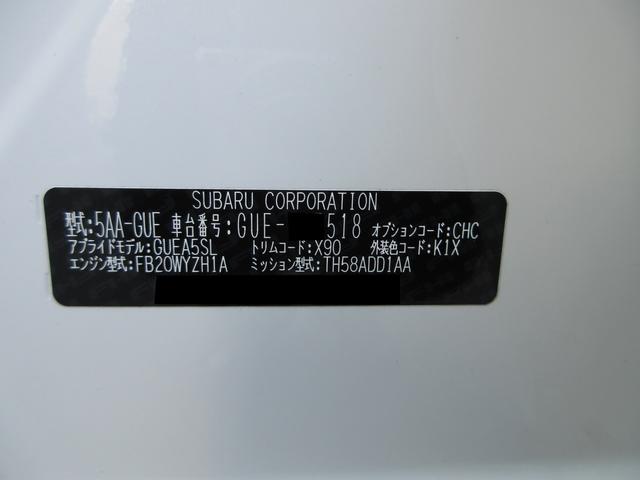 SUBARU CORPORATION
型式:5AA-GUE 車台番号:GUE- 518 オプションコード:CHC
アプライドモデル:GUEA5SL トリムコード:X90 外装色コード:K1X
エンジン型式:FB20WYZH1A ミッション型式:TH58ADD1AA